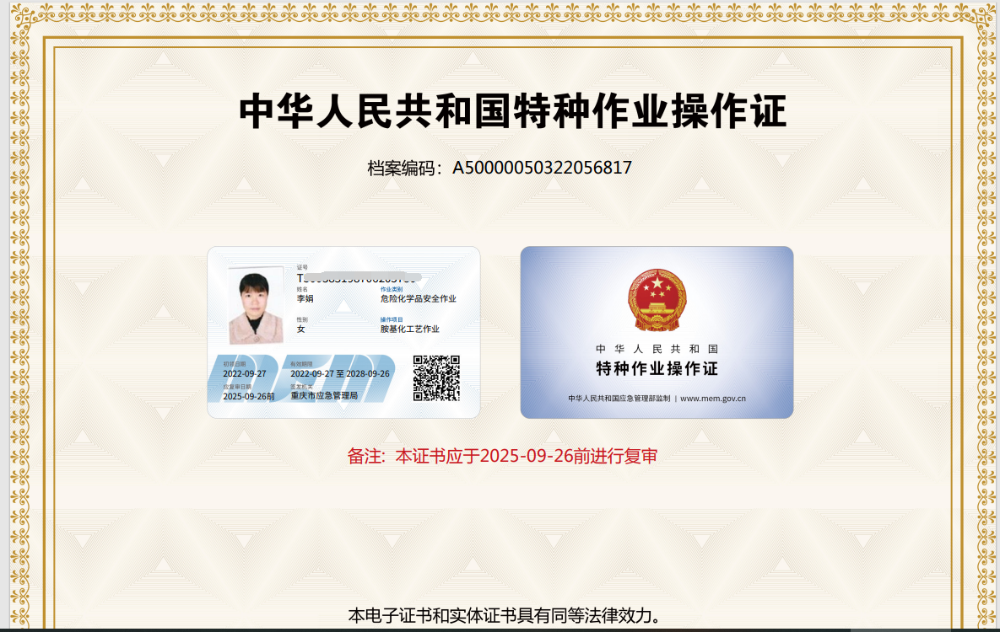 中华人民共和国特种作业操作证
档案编码：A50000050322056817
证号
姓名
李娟
作业类别
危险化学品安全作业
性别
女
操作项目
胺基化工艺作业
初领日期
2022-09-27
有效期限
2022-09-27 至 2028-09-26
应复审日期
2025-09-26前
签发机关
重庆市应急管理局
中华人民共和国
特种作业操作证
中华人民共和国应急管理部监制 | www.mem.gov.cn
备注：本证书应于2025-09-26前进行复审
本电子证书和实体证书具有同等法律效力。